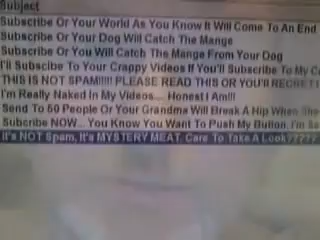 Subject
Subscribe Or Your World As You Know It Will Come To An End
Subscribe Or Your Dog Will Catch The Mange
Subscribe Or You Will Catch The Mange From Your Dog
I'll Subscibe To Your Crappy Videos If You'll Subscribe To My
THIS IS NOT SPAM!!!!! PLEASE READ THIS OR YOU'LL REGRET
I'm Really Naked In My Videos.... Honest I Am!!!
Send To 50 People Or Your Grandma Will Break A Hip When She
Subcribe NOW... You Know You Want To Push My Button, I'm
It's NOT Spam, It's MYSTERY MEAT. Care To Take A Look?????